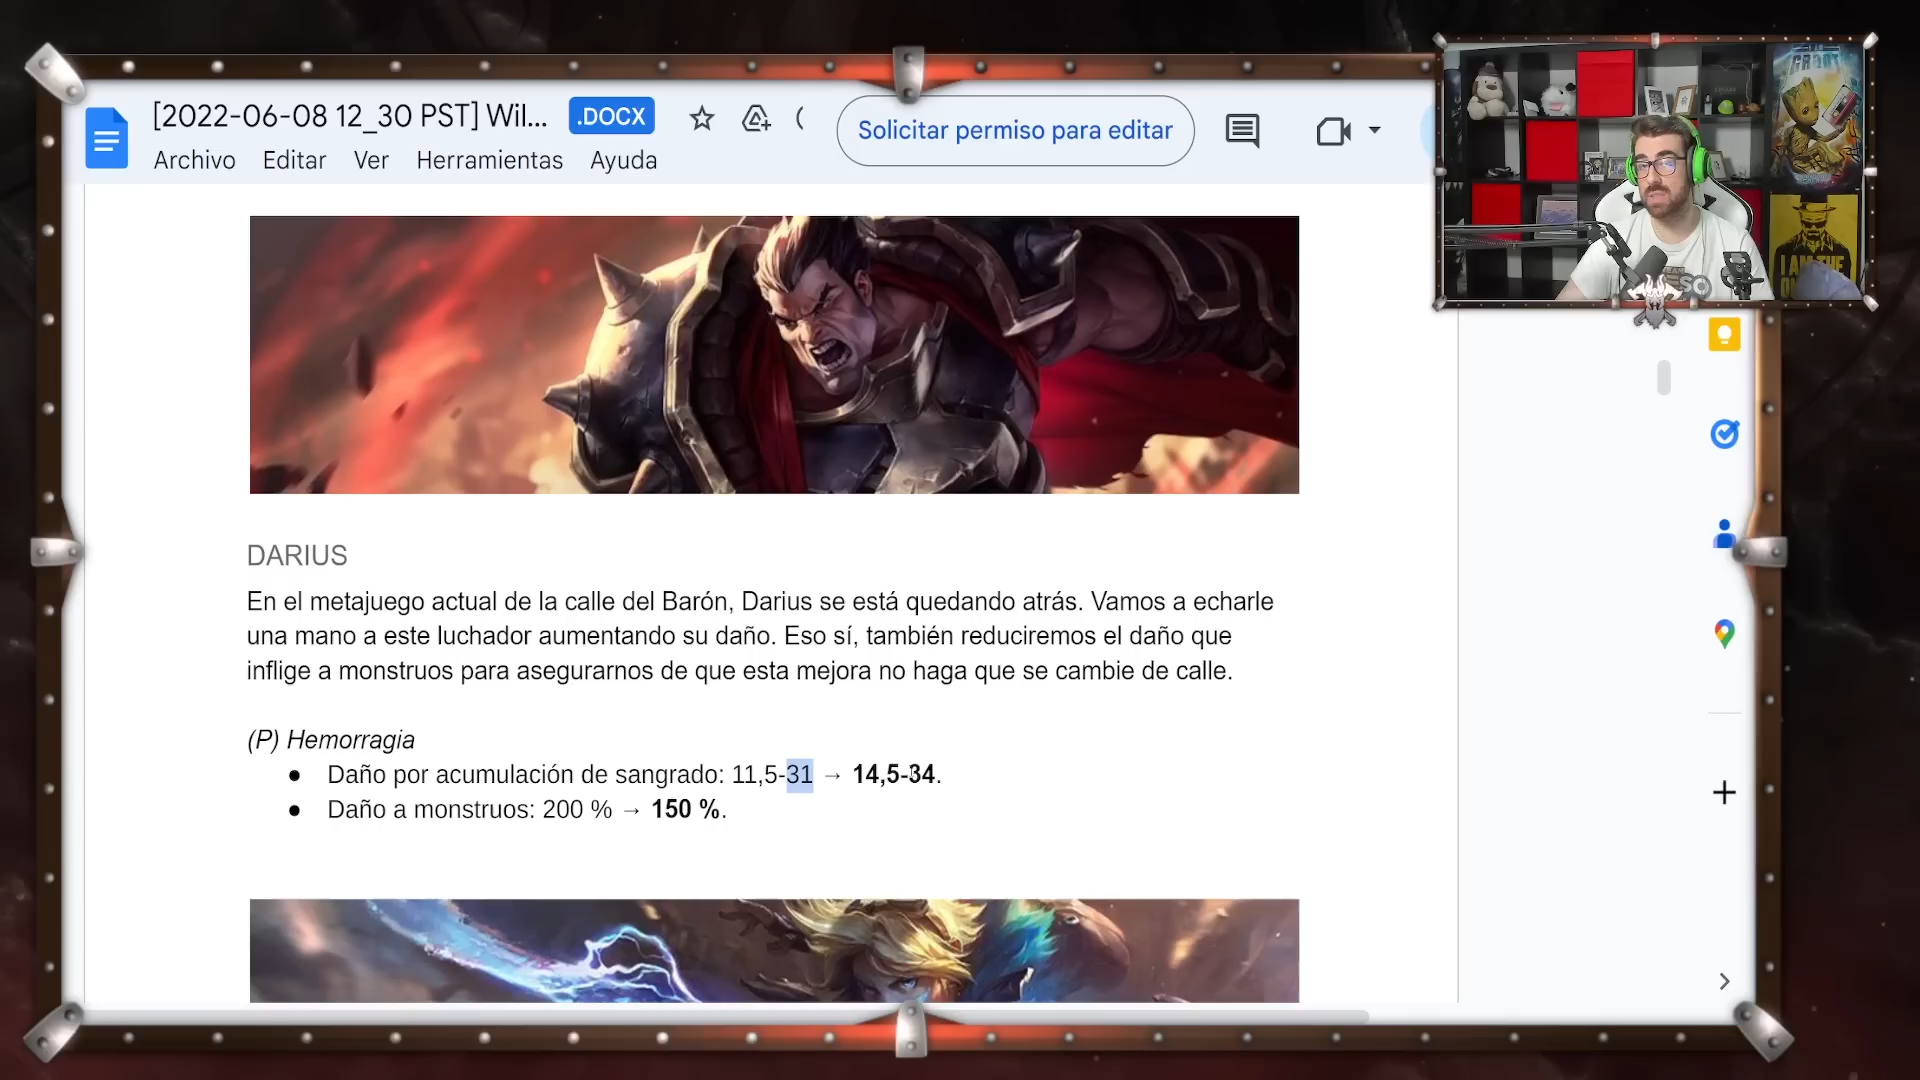 [2022-06-08 12_30 PST] Wil...
.DOCX
Solicitar permiso para editar
Archivo Editar Ver Herramientas Ayuda
GROOT
I AM THE
SO
DARIUS
En el metajuego actual de la calle del Barón, Darius se está quedando atrás. Vamos a echarle
una mano a este luchador aumentando su daño. Eso sí, también reduciremos el daño que
inflige a monstruos para asegurarnos de que esta mejora no haga que se cambie de calle.
(P) Hemorragia
● Daño por acumulación de sangrado: 11,5-31 → 14,5-34.
● Daño a monstruos: 200 % → 150 %.